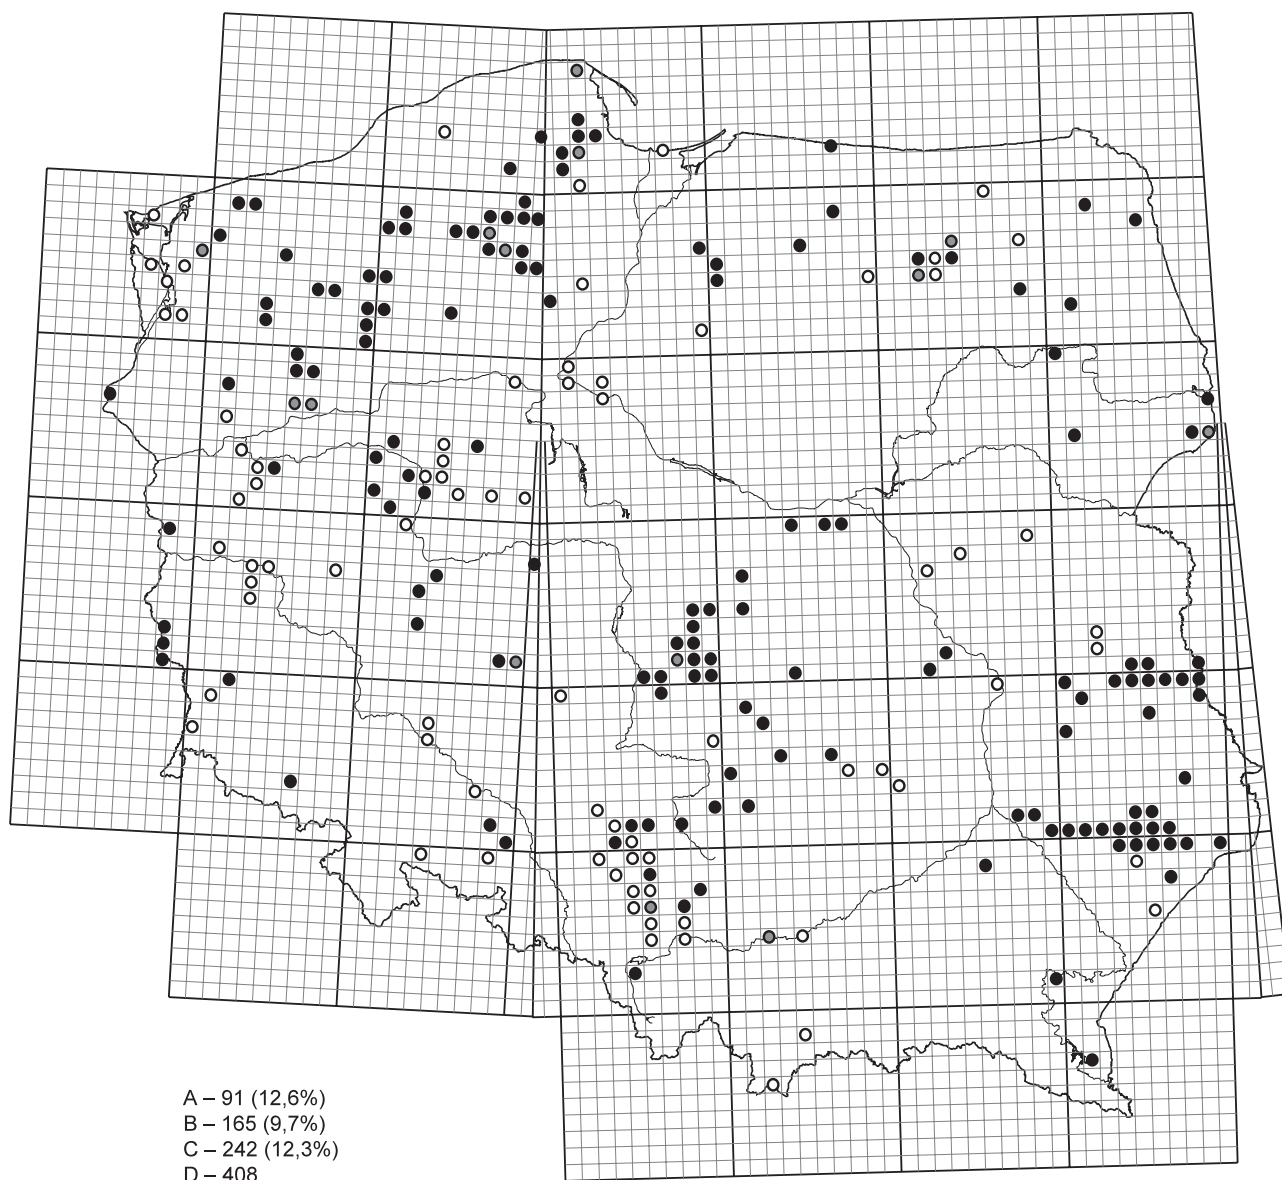 A – 91 (12,6%)
B – 165 (9,7%)
C – 242 (12,3%)
D – 408